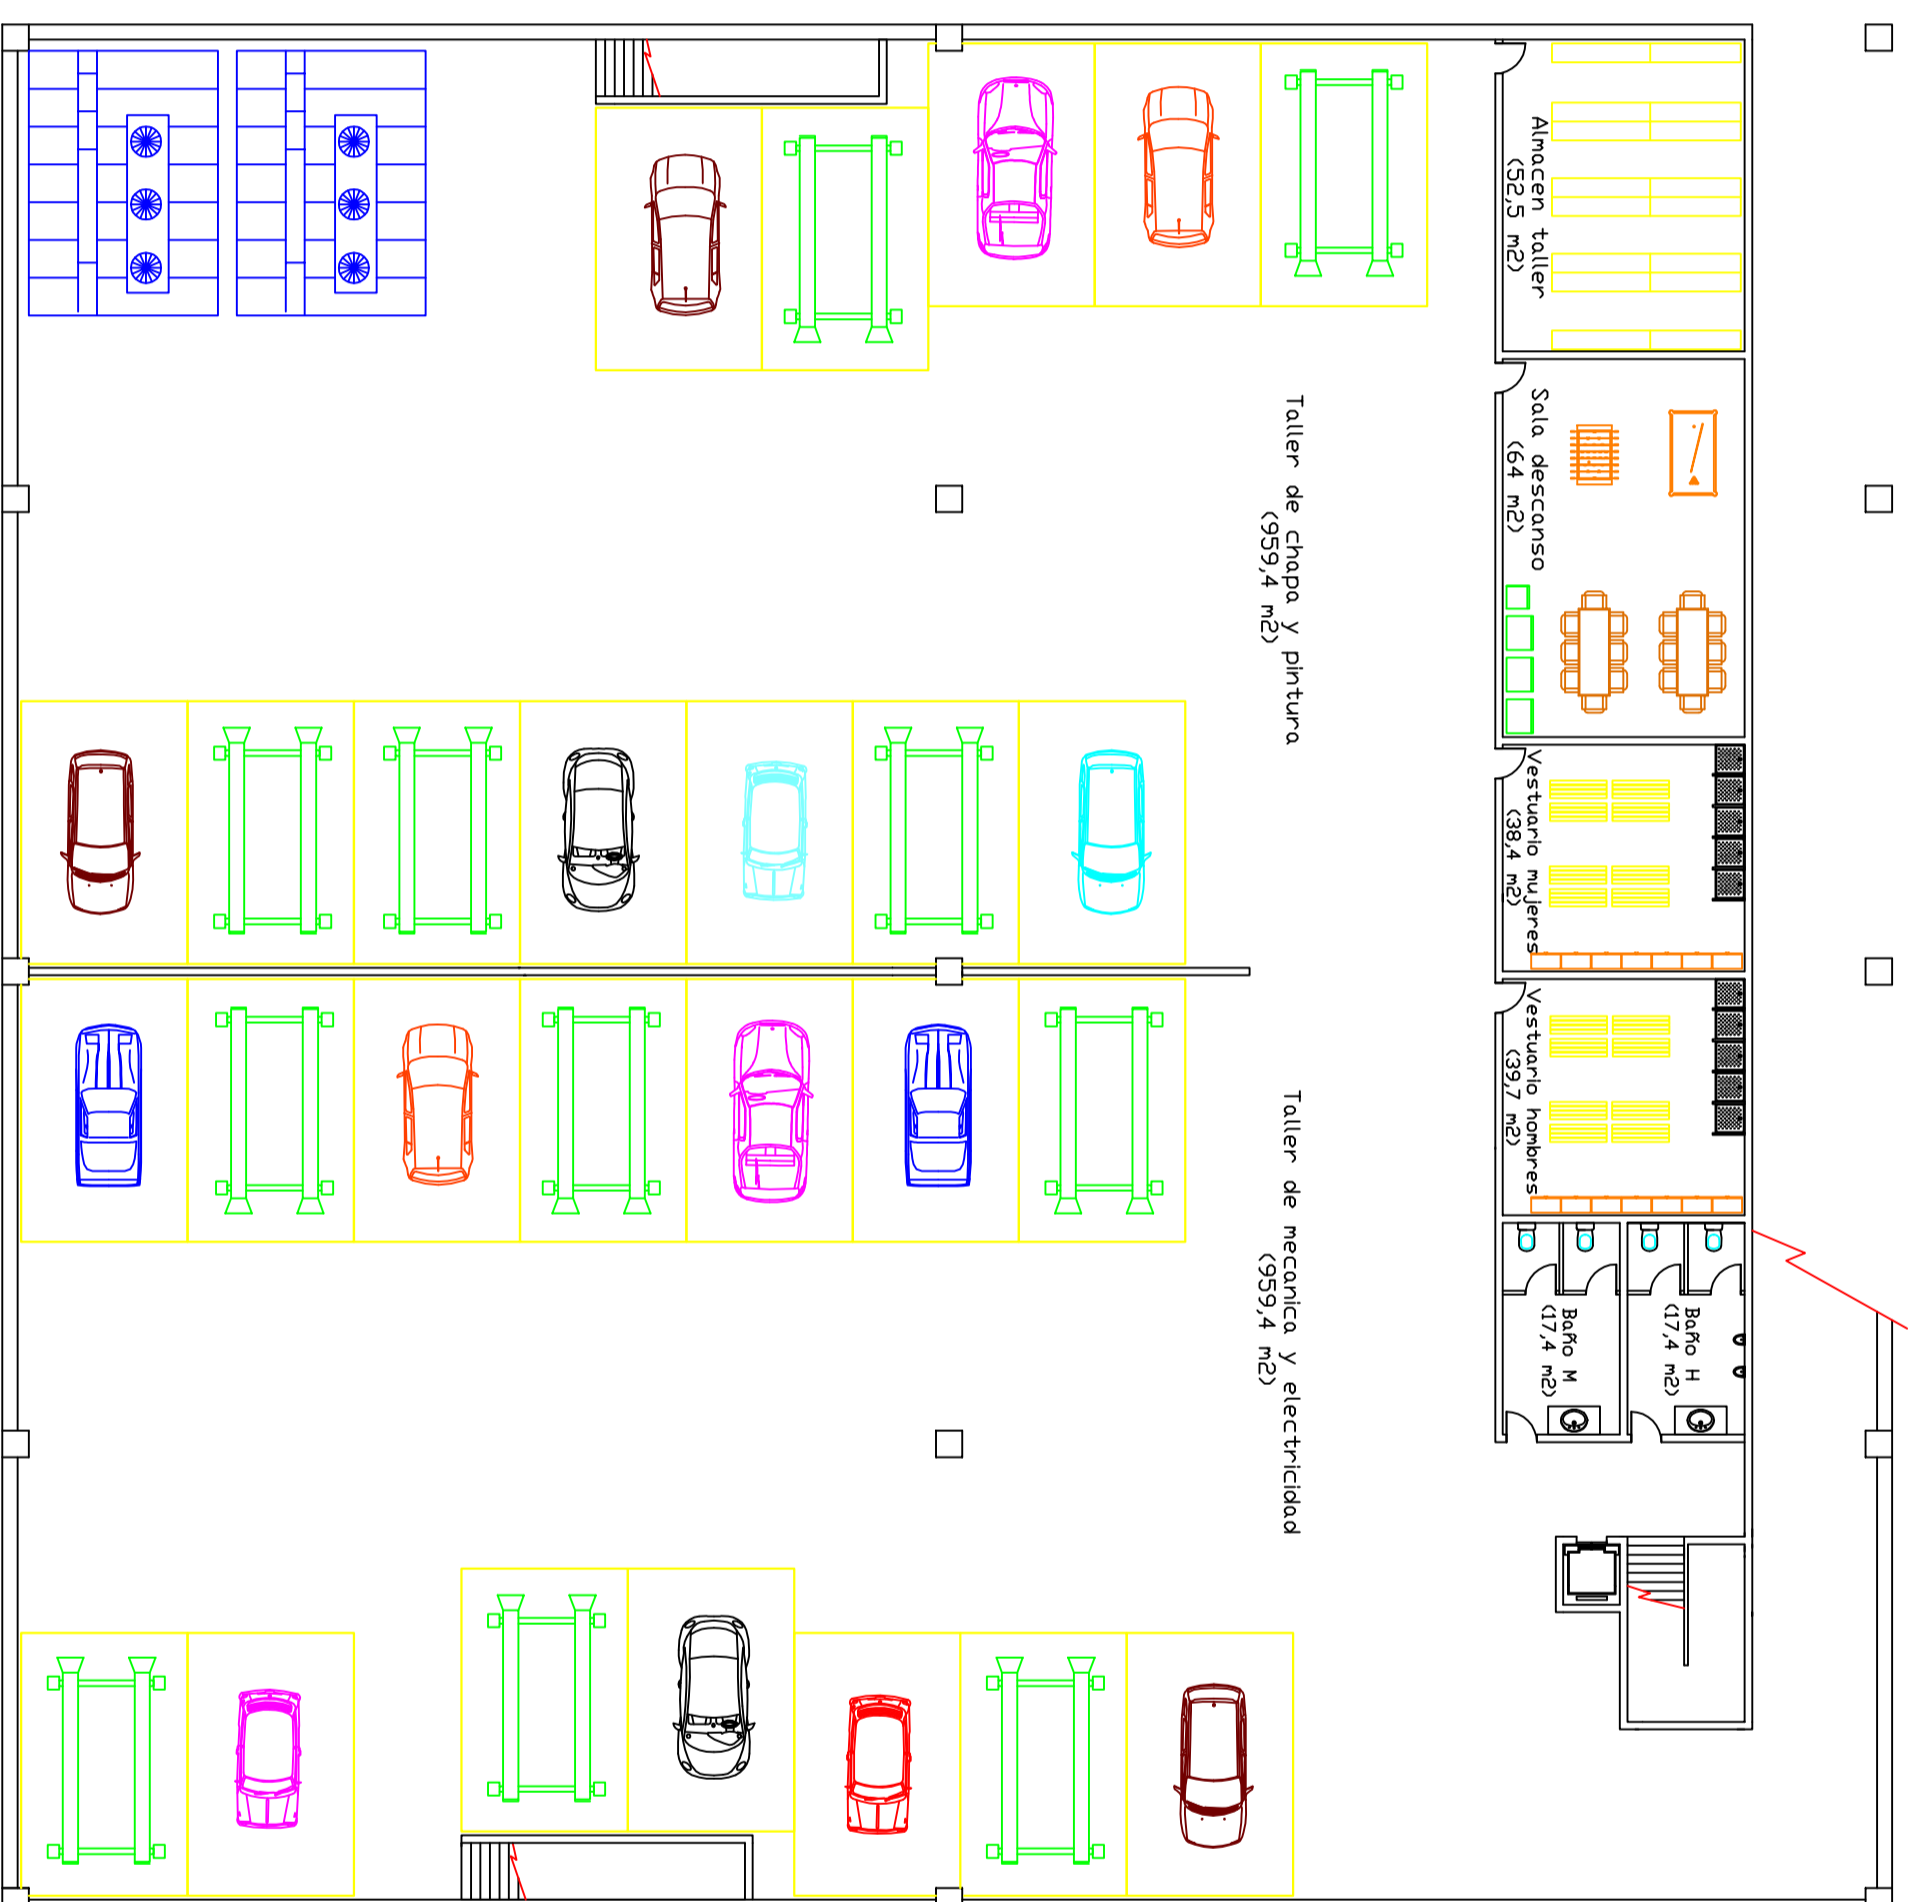 Almacen taller
(52,5 m2)
Sala descanso
(64 m2)
Taller de chapa y pintura
(959,4 m2)
Vestuario mujeres
(38,4 m2)
Vestuario hombres
(39,7 m2)
Taller de mecanica y electricidad
(959,4 m2)
Baño H
(17,4 m2)
Baño M
(17,4 m2)